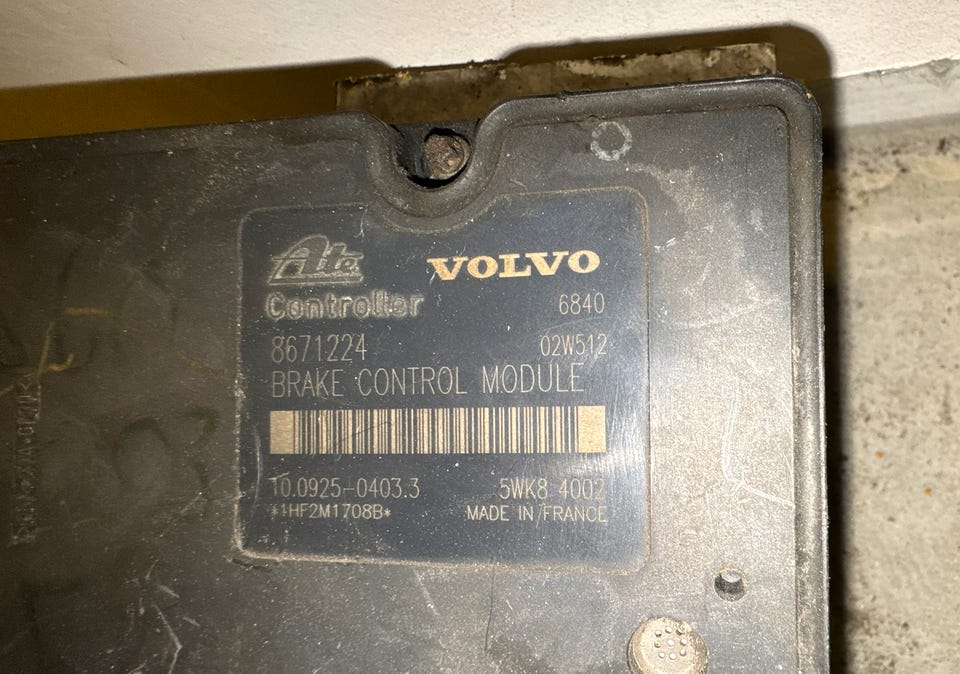 Ate VOLVO
Controller 6840
8671224 02W512
BRAKE CONTROL MODULE
10.0925-0403.3 5WK8 4002
*1HF2M1708B* MADE IN FRANCE